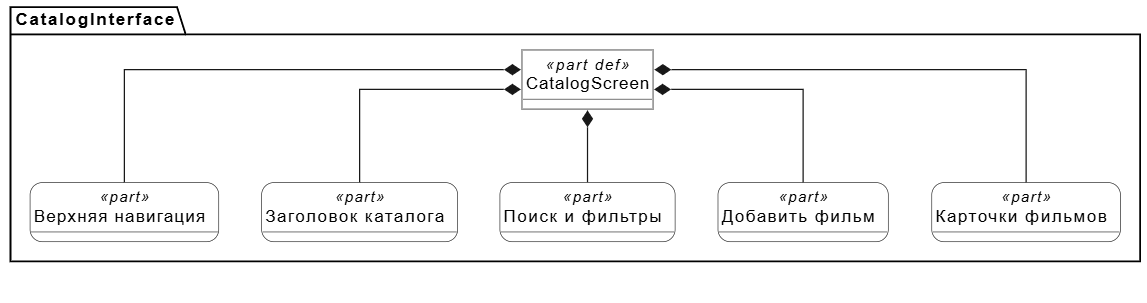 CatalogInterface
«part def»
CatalogScreen
«part»
Верхняя навигация
«part»
Заголовок каталога
«part»
Поиск и фильтры
«part»
Добавить фильм
«part»
Карточки фильмов